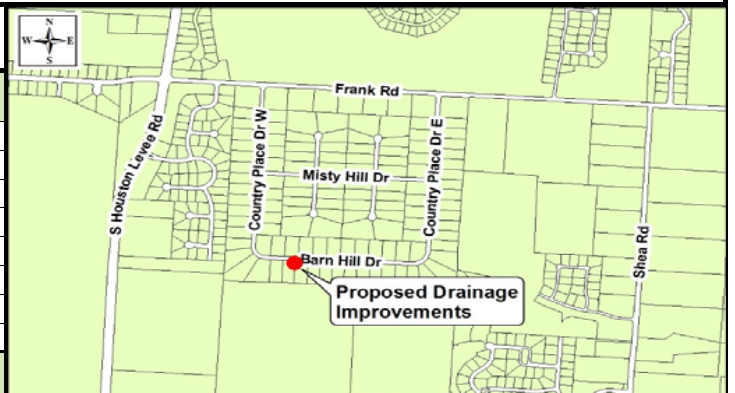 N
W E
S
Frank Rd
S Houston Levee Rd
Country Place Dr W
Misty Hill Dr
Country Place Dr E
Shea Rd
Barn Hill Dr
Proposed Drainage
Improvements